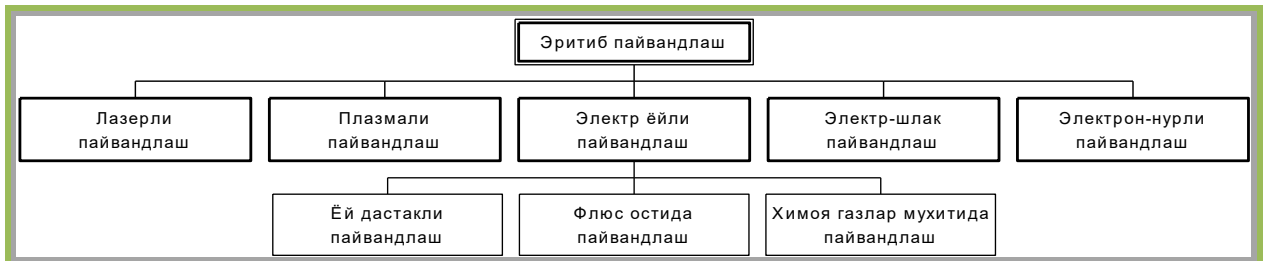 Эритиб пайвандлаш
Лазерли
пайвандлаш
Плазмали
пайвандлаш
Электр ёйли
пайвандлаш
Электр-шлак
пайвандлаш
Электрон-нурли
пайвандлаш
Ёй дастакли
пайвандлаш
Флюс остида
пайвандлаш
Химоя газлар мухитида
пайвандлаш